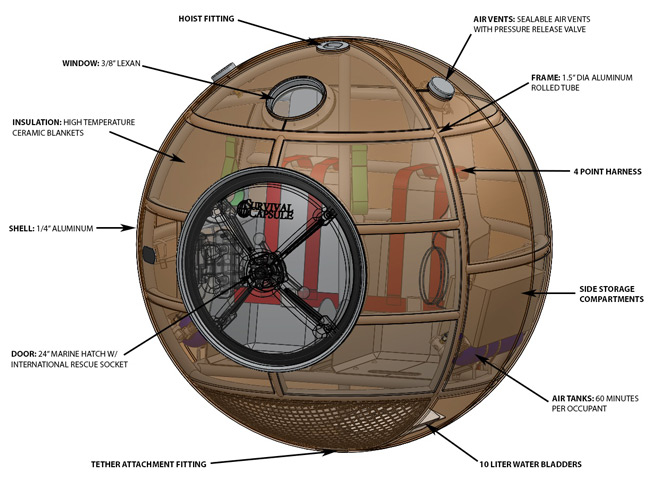 HOIST FITTING
AIR VENTS: SEALABLE AIR VENTS
WITH PRESSURE RELEASE VALVE
WINDOW: 3/8" LEXAN
FRAME: 1.5" DIA ALUMINUM
ROLLED TUBE
INSULATION: HIGH TEMPERATURE
CERAMIC BLANKETS
4 POINT HARNESS
SURVIVAL
CAPSULE
SHELL: 1/4" ALUMINUM
SIDE STORAGE
COMPARTMENTS
DOOR: 24" MARINE HATCH W/
INTERNATIONAL RESCUE SOCKET
AIR TANKS: 60 MINUTES
PER OCCUPANT
TETHER ATTACHMENT FITTING
10 LITER WATER BLADDERS